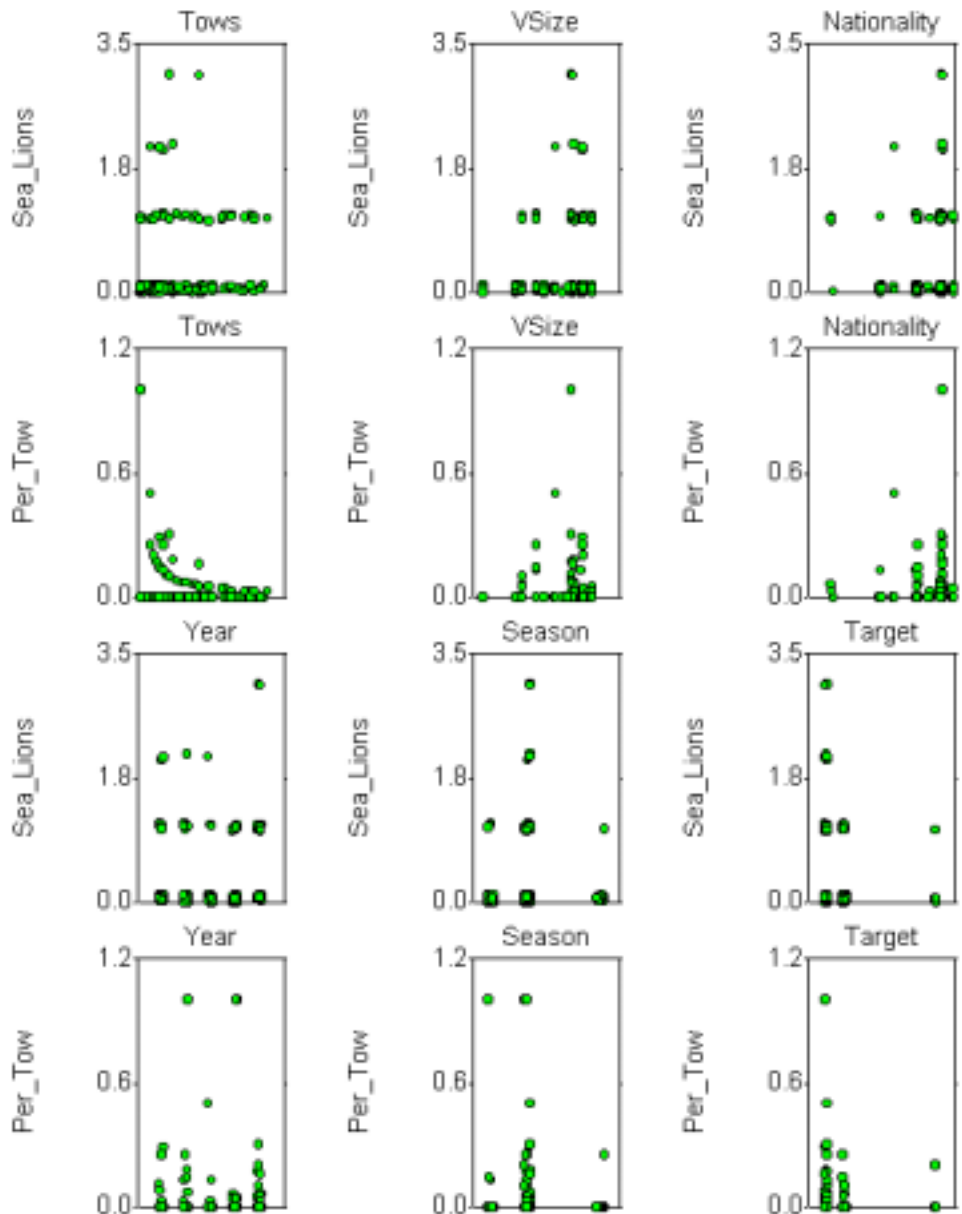 Tows VSize Nationality
3.5 3.5 3.5
Sea_Lions Sea_Lions Sea_Lions
1.8 1.8 1.8
0.0 0.0 0.0
Tows VSize Nationality
1.2 1.2 1.2
Per_Tow Per_Tow Per_Tow
0.6 0.6 0.6
0.0 0.0 0.0
Year Season Target
3.5 3.5 3.5
Sea_Lions Sea_Lions Sea_Lions
1.8 1.8 1.8
0.0 0.0 0.0
Year Season Target
1.2 1.2 1.2
Per_Tow Per_Tow Per_Tow
0.6 0.6 0.6
0.0 0.0 0.0